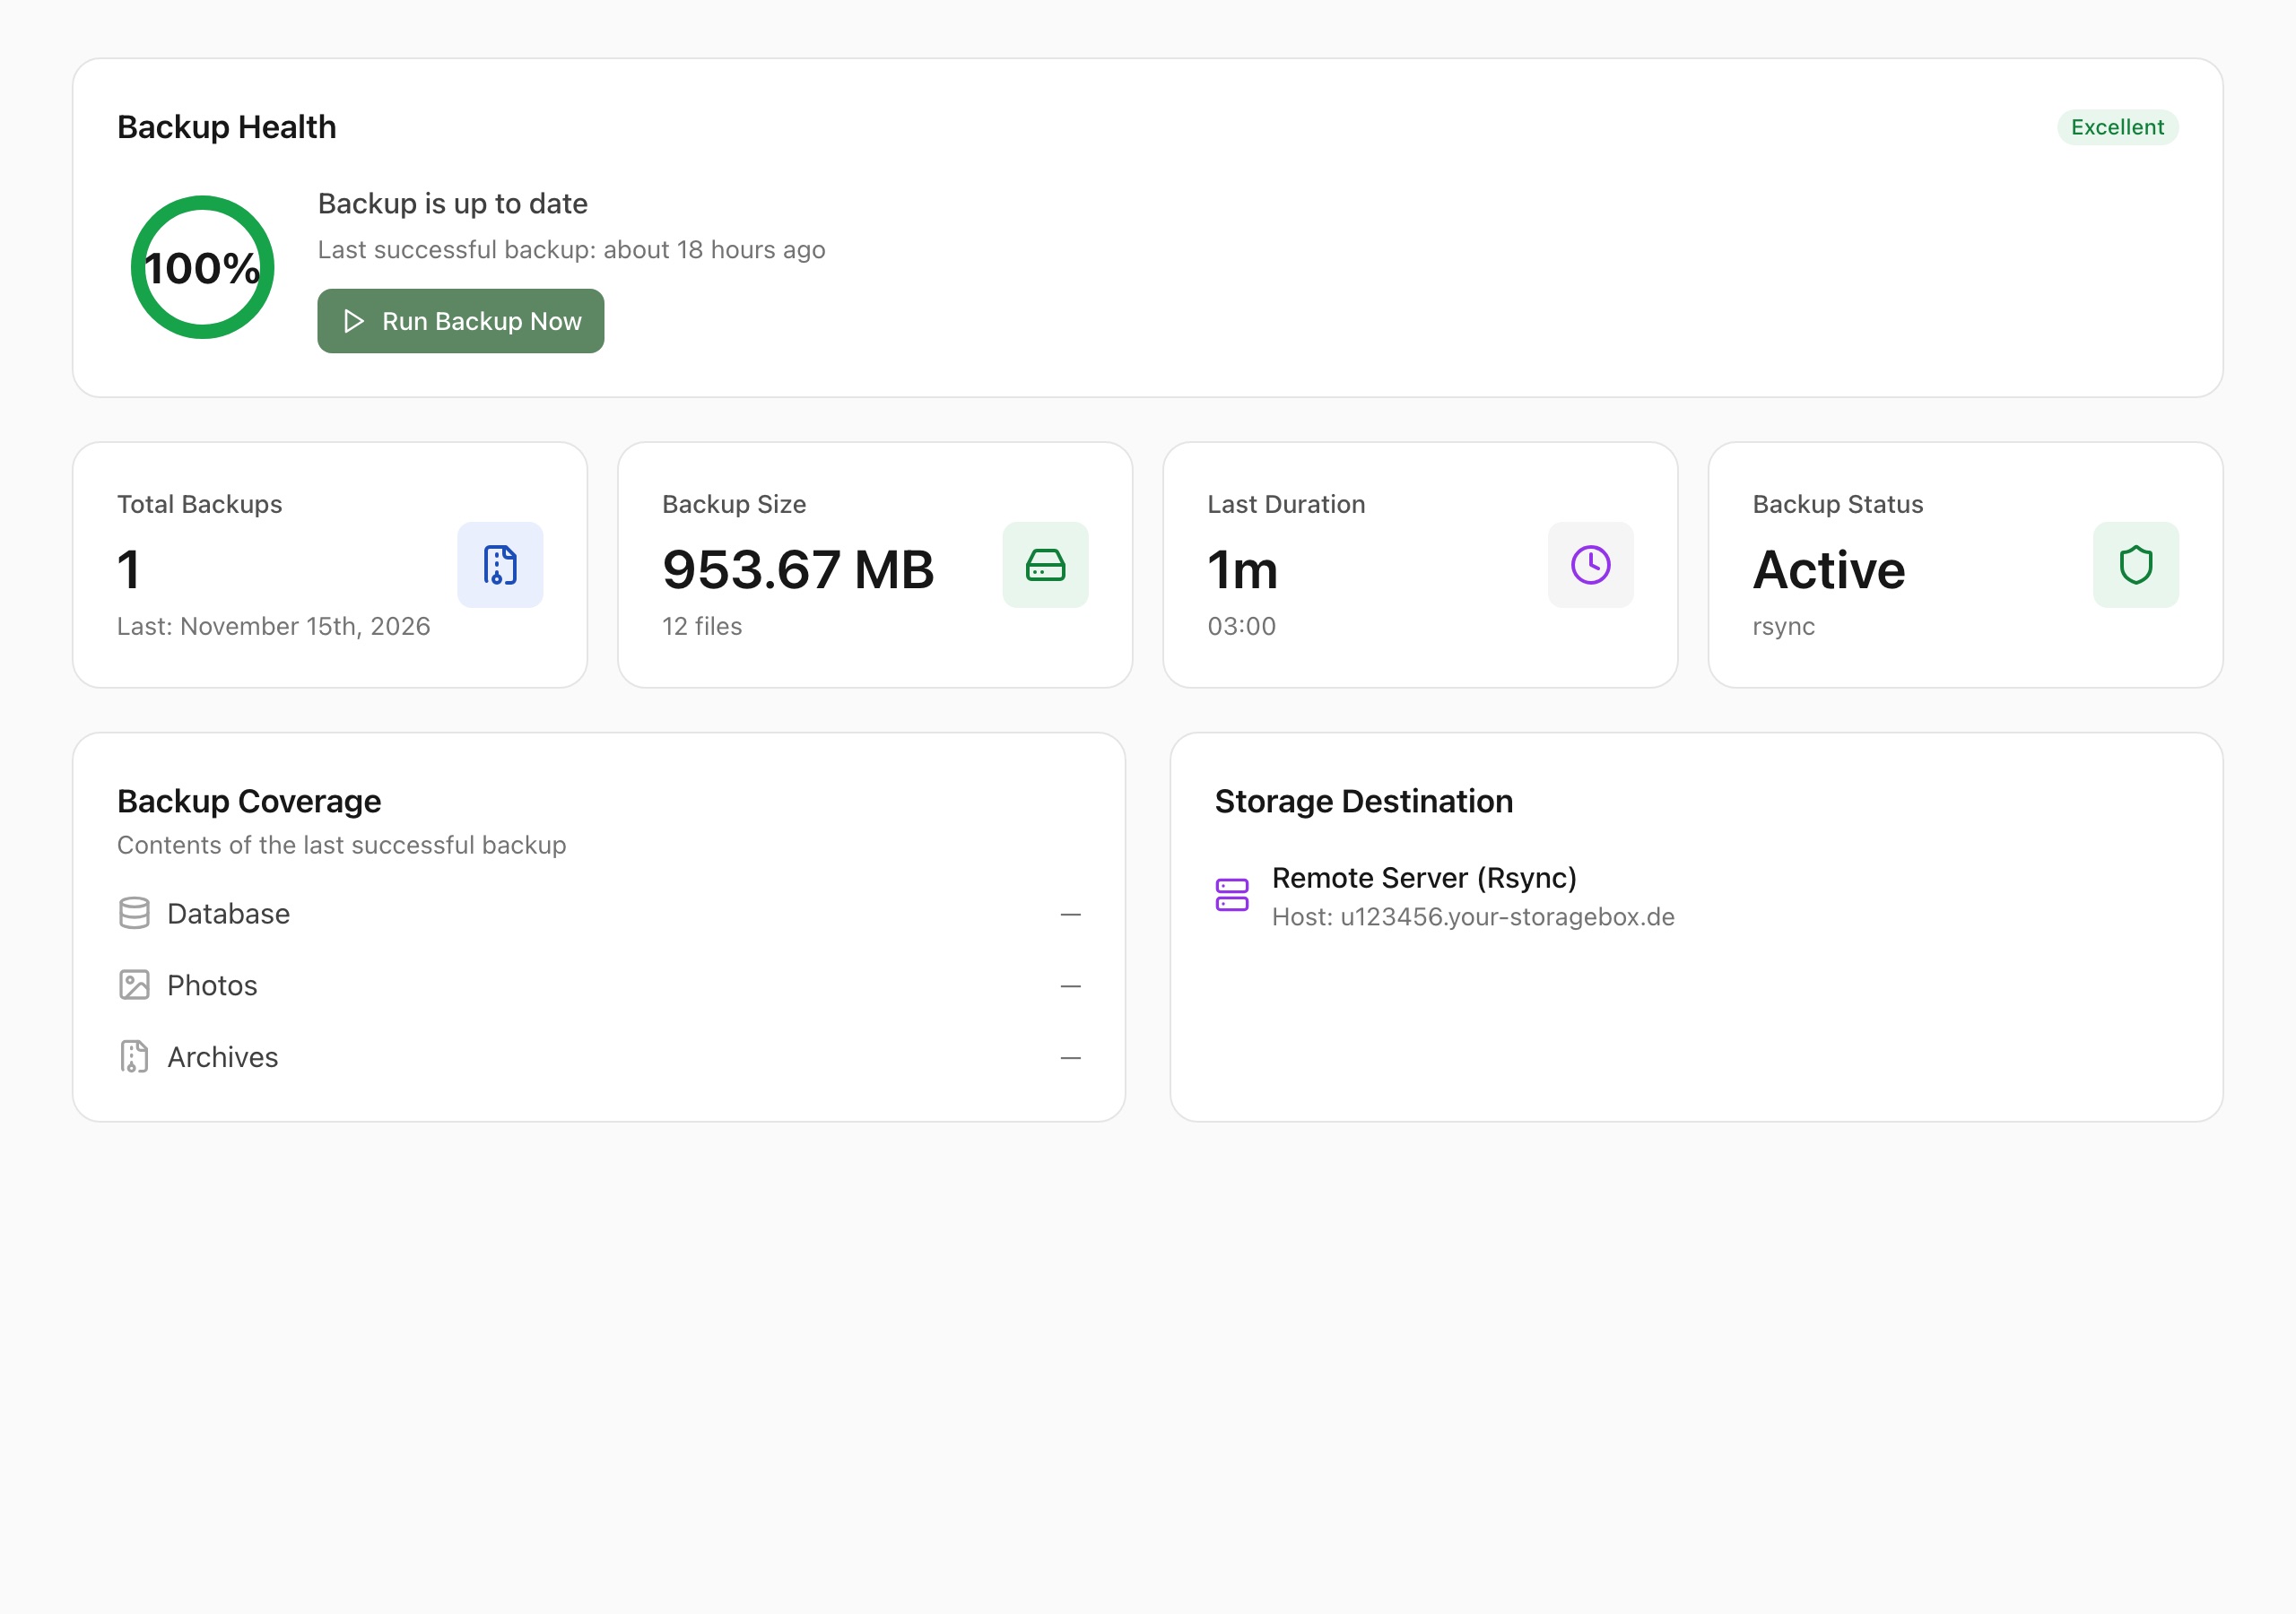 Backup Health
Excellent
100%
Backup is up to date
Last successful backup: about 18 hours ago
Run Backup Now
Total Backups
1
Last: November 15th, 2026
Backup Size
953.67 MB
12 files
Last Duration
1m
03:00
Backup Status
Active
rsync
Backup Coverage
Contents of the last successful backup
Database —
Photos —
Archives —
Storage Destination
Remote Server (Rsync)
Host: u123456.your-storagebox.de